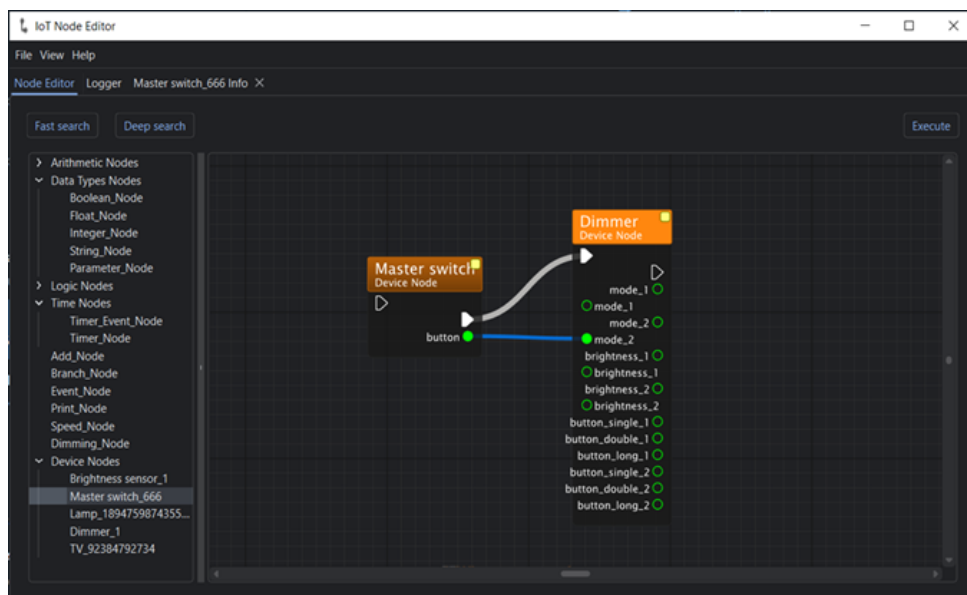 IoT Node Editor
File View Help
Node Editor Logger Master switch_666 Info
Fast search Deep search Execute
Arithmetic Nodes
Data Types Nodes
Boolean_Node
Float_Node
Integer_Node
String_Node
Parameter_Node
Logic Nodes
Time Nodes
Timer_Event_Node
Timer_Node
Add_Node
Branch_Node
Event_Node
Print_Node
Speed_Node
Dimming_Node
Device Nodes
Brightness sensor_1
Master switch_666
Lamp_1894759874355...
Dimmer_1
TV_92384792734
Master switch
Device Node
button
Dimmer
Device Node
mode_1
mode_1
mode_2
mode_2
brightness_1
brightness_1
brightness_2
brightness_2
button_single_1
button_double_1
button_long_1
button_single_2
button_double_2
button_long_2